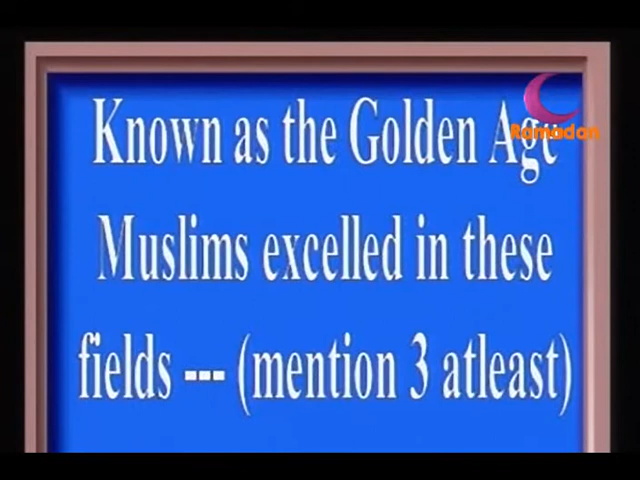 Known as the Golden Age
Ramadan
Muslims excelled in these
fields --- (mention 3 atleast)